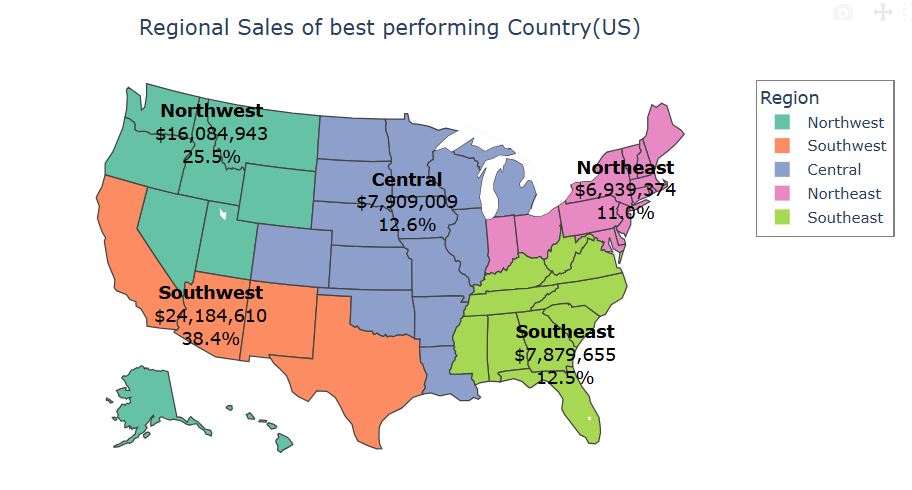 Regional Sales of best performing Country(US)
Northwest
$16,084,943
25.5%
Central
$7,909,009
12.6%
Northeast
$6,939,374
11.0%
Southwest
$24,184,610
38.4%
Southeast
$7,879,655
12.5%
Region
Northwest
Southwest
Central
Northeast
Southeast